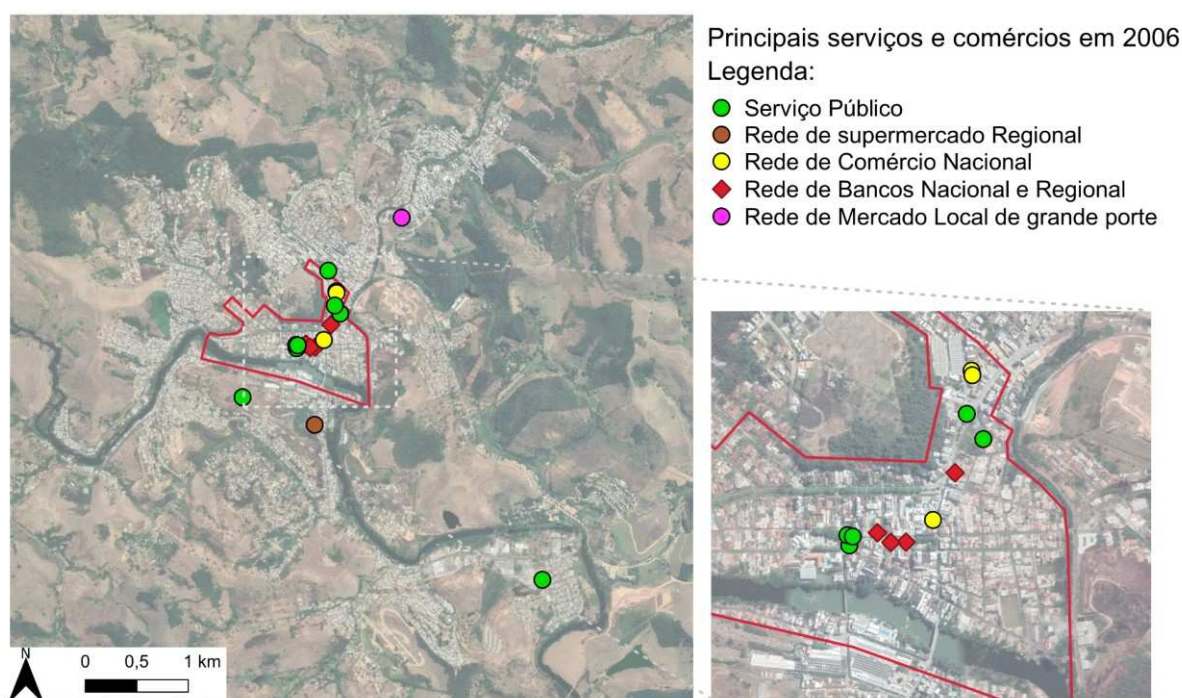 Principais serviços e comércios em 2006
Legenda:
Serviço Público
Rede de supermercado Regional
Rede de Comércio Nacional
Rede de Bancos Nacional e Regional
Rede de Mercado Local de grande porte
N
0 0,5 1 km